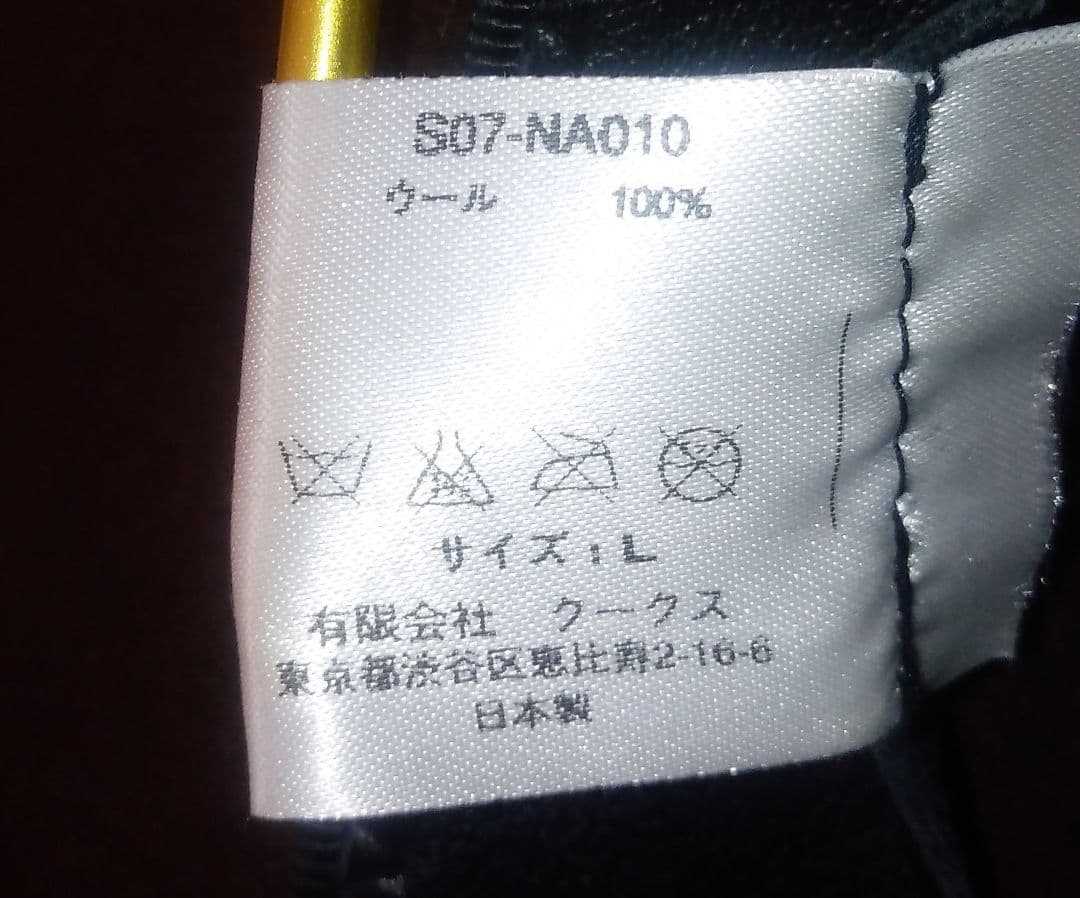 S07-NA010
ウール 100%
サイズ:L
有限会社 クークス
東京都渋谷区恵比寿2-16-6
日本製